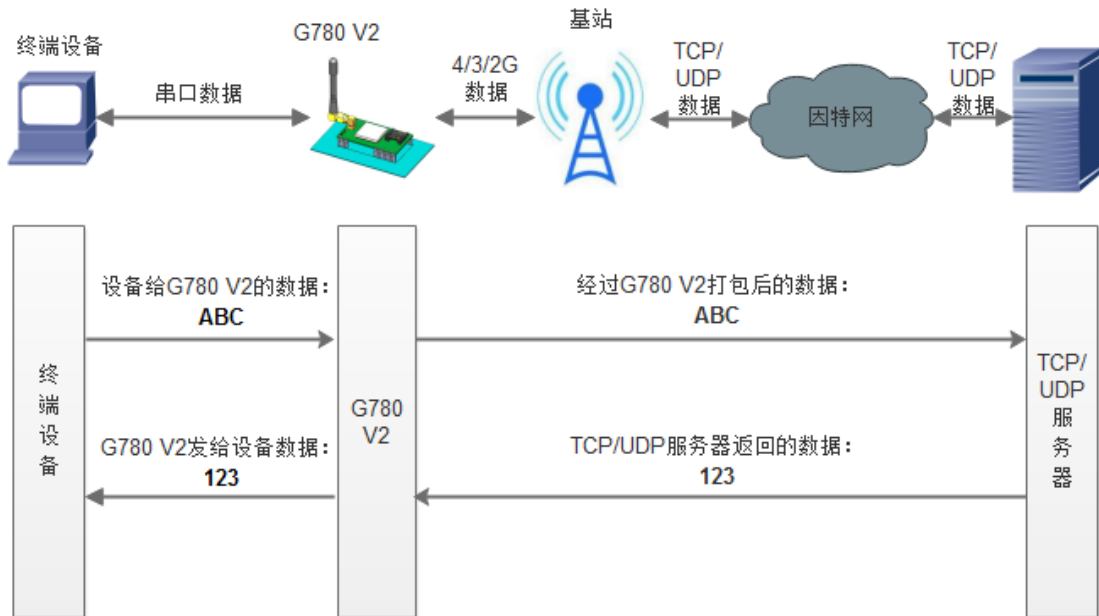 终端设备
G780 V2
基站
串口数据
4/3/2G
数据
TCP/
UDP
数据
因特网
TCP/
UDP
数据
设备给G780 V2的数据：
ABC
经过G780 V2打包后的数据：
ABC
终
端
设
备
G780
V2
TCP/
UDP
服
务
器
G780 V2发给设备数据：
123
TCP/UDP服务器返回的数据：
123